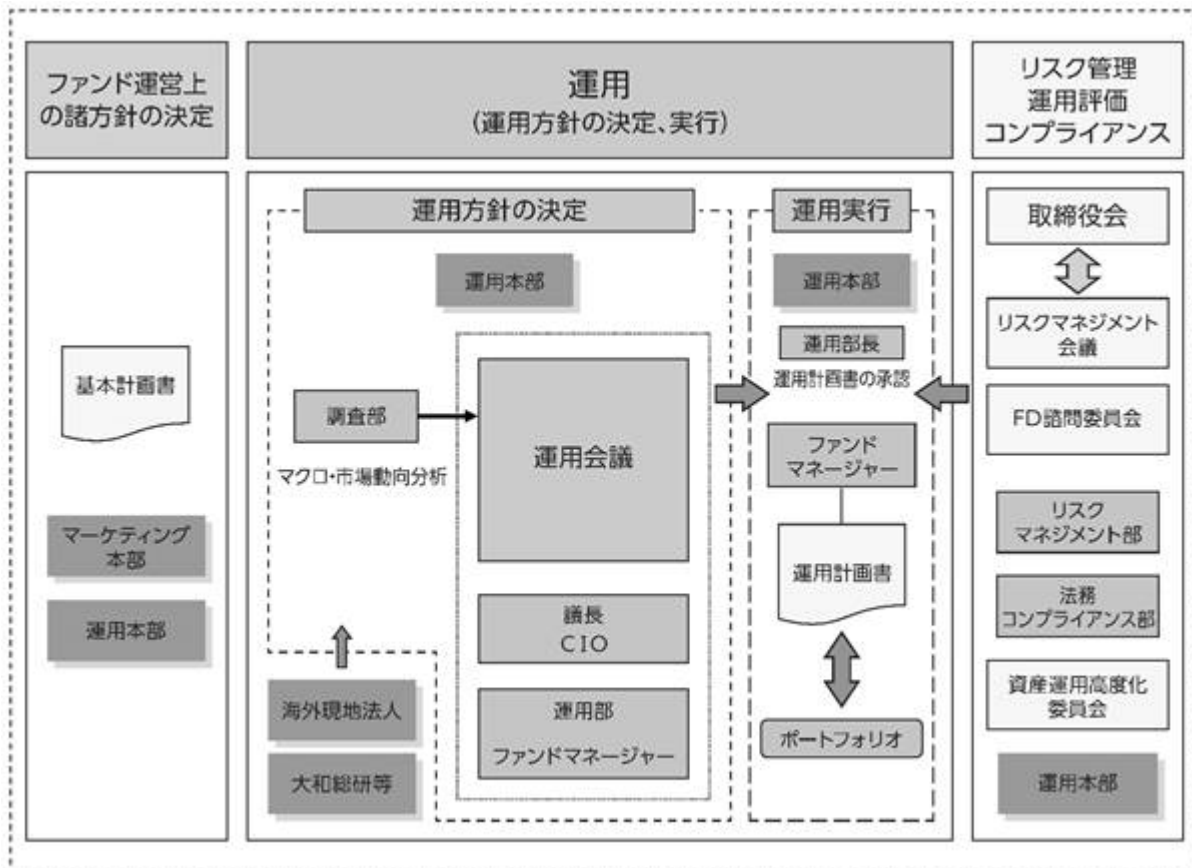 ファンド運営上
の諸方針の決定
運用
(運用方針の決定、実行)
リスク管理
運用評価
コンプライアンス
基本計画書
マーケティング
本部
運用本部
運用方針の決定
運用本部
調査部
マクロ・市場動向分析
運用会議
議長
CIO
運用部
ファンドマネージャー
海外現地法人
大和総研等
運用実行
運用本部
運用部長
運用計画書の承認
ファンド
マネージャー
運用計画書
ポートフォリオ
取締役会
リスクマネジメント
会議
FD諮問委員会
リスク
マネジメント部
法務
コンプライアンス部
資産運用高度化
委員会
運用本部